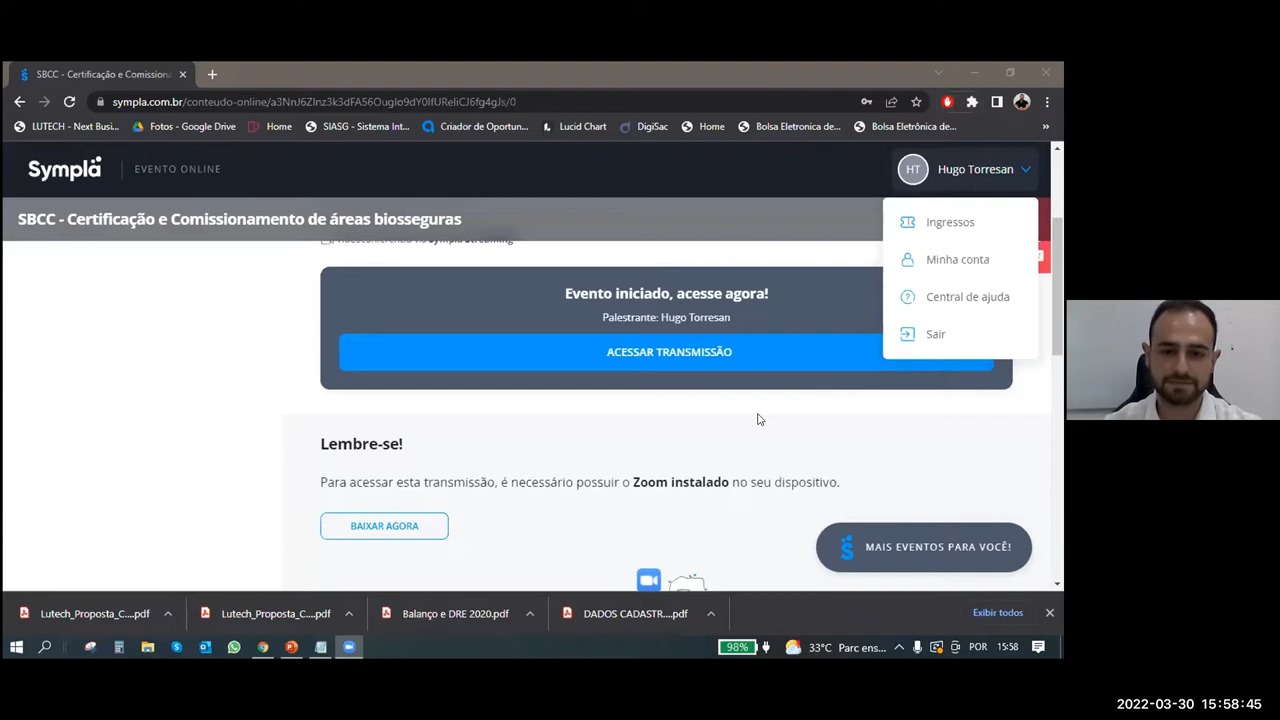 SBCC - Certificação e Comission
sympla.com.br/conteudo-online/
LUTECH - Next Busi...
Fotos - Google Drive
Home
SIASG - Sistema Int...
Criador de Oportun...
Lucid Chart
DigiSac
Home
Bolsa Eletronica de...
Bolsa Eletrônica de...
»
Sympla
EVENTO ONLINE
HT
Hugo Torresan
SBCC - Certificação e Comissionamento de áreas biosseguras
Ingressos
Minha conta
Central de ajuda
Sair
Evento iniciado, acesse agora!
Palestrante: Hugo Torresan
ACESSAR TRANSMISSÃO
Lembre-se!
Para acessar esta transmissão, é necessário possuir o Zoom instalado no seu dispositivo.
BAIXAR AGORA
MAIS EVENTOS PARA VOCÊ!
Lutech_Proposta_C....pdf
Lutech_Proposta_C....pdf
Balanço e DRE 2020.pdf
DADOS CADASTR....pdf
Exibir todos
98%
33°C Parc ens...
POR
15:58
2022-03-30 15:58:45